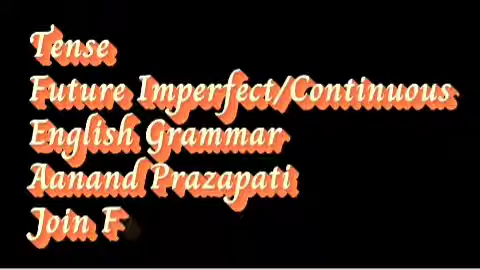 Tense
Future Imperfect/Continuous
English Grammar
Aanand Prazapati
Join F